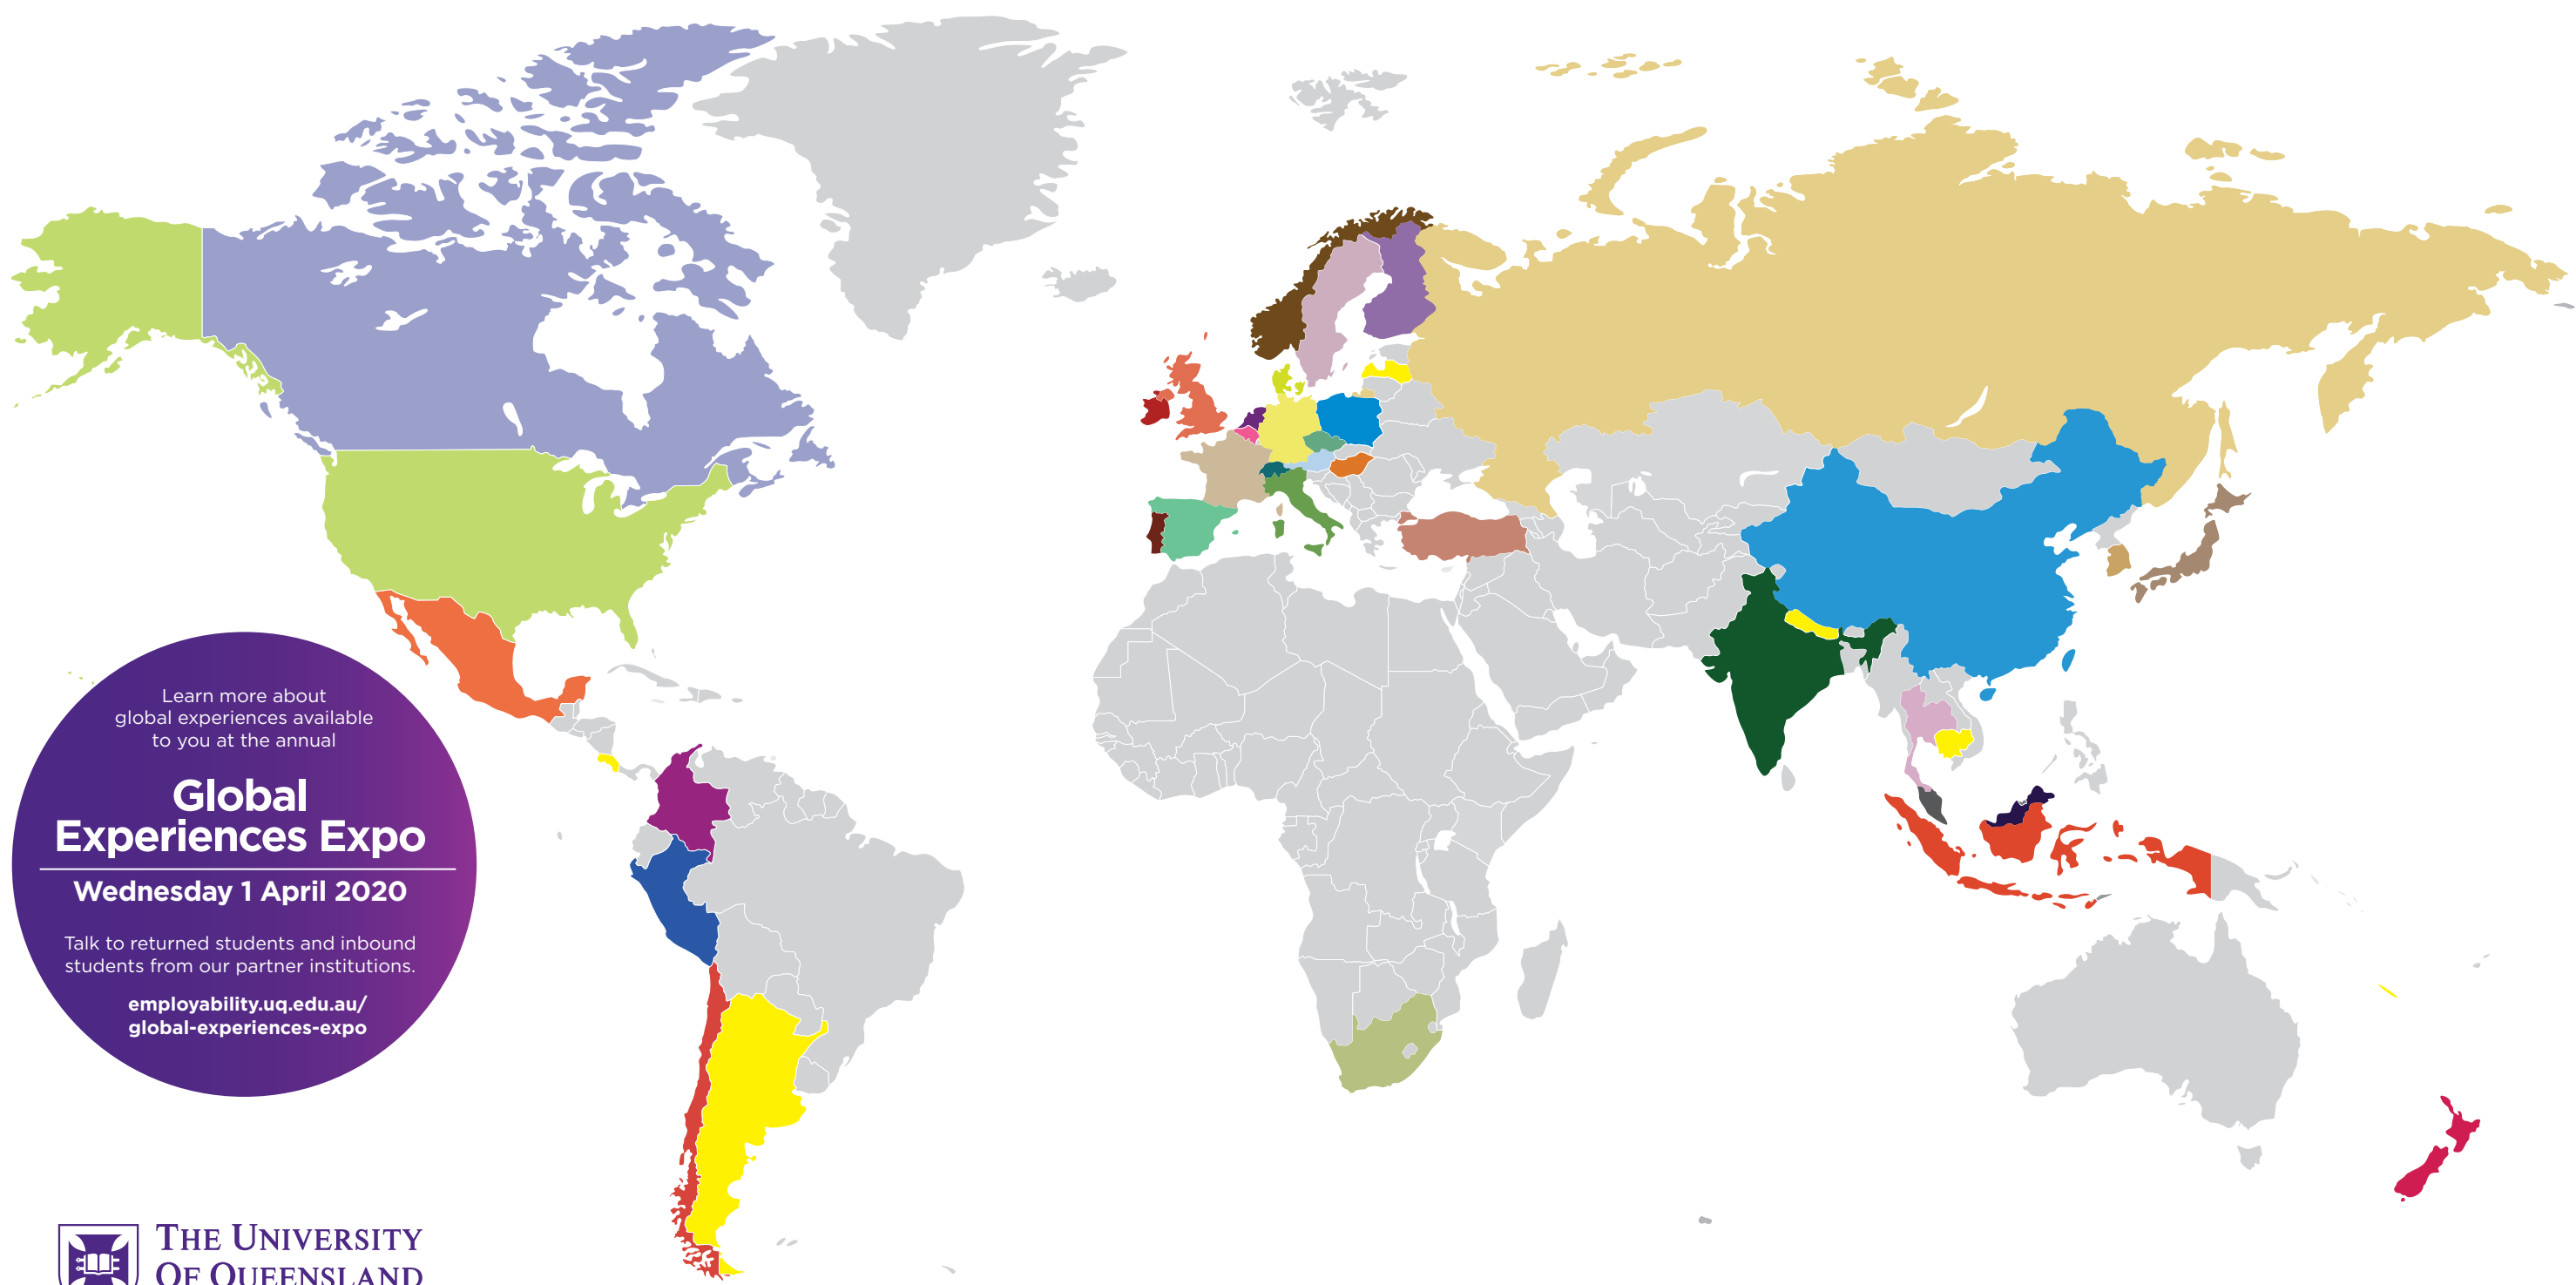 Learn more about
global experiences available
to you at the annual
Global
Experiences Expo
Wednesday 1 April 2020
Talk to returned students and inbound
students from our partner institutions.
employability.uq.edu.au/
global-experiences-expo
THE UNIVERSITY
OF QUEENSLAND